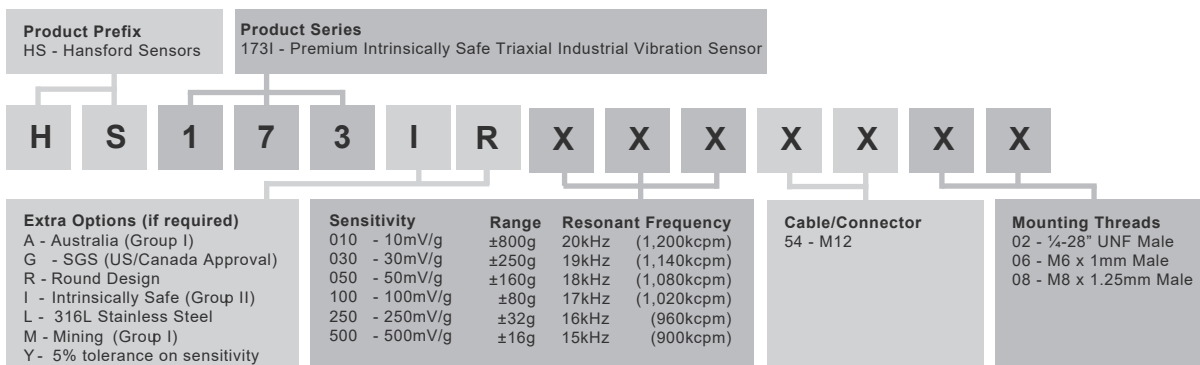 Product Prefix
HS - Hansford Sensors
Product Series
173I - Premium Intrinsically Safe Triaxial Industrial Vibration Sensor
H S 1 7 3 I R X X X X X X X
Extra Options (if required)
A - Australia (Group I)
G - SGS (US/Canada Approval)
R - Round Design
I - Intrinsically Safe (Group II)
L - 316L Stainless Steel
M - Mining (Group I)
Y - 5% tolerance on sensitivity
Sensitivity Range Resonant Frequency
010 - 10mV/g ±800g 20kHz (1,200kcpm)
030 - 30mV/g ±250g 19kHz (1,140kcpm)
050 - 50mV/g ±160g 18kHz (1,080kcpm)
100 - 100mV/g ±80g 17kHz (1,020kcpm)
250 - 250mV/g ±32g 16kHz (960kcpm)
500 - 500mV/g ±16g 15kHz (900kcpm)
Cable/Connector
54 - M12
Mounting Threads
02 - ¼-28” UNF Male
06 - M6 x 1mm Male
08 - M8 x 1.25mm Male